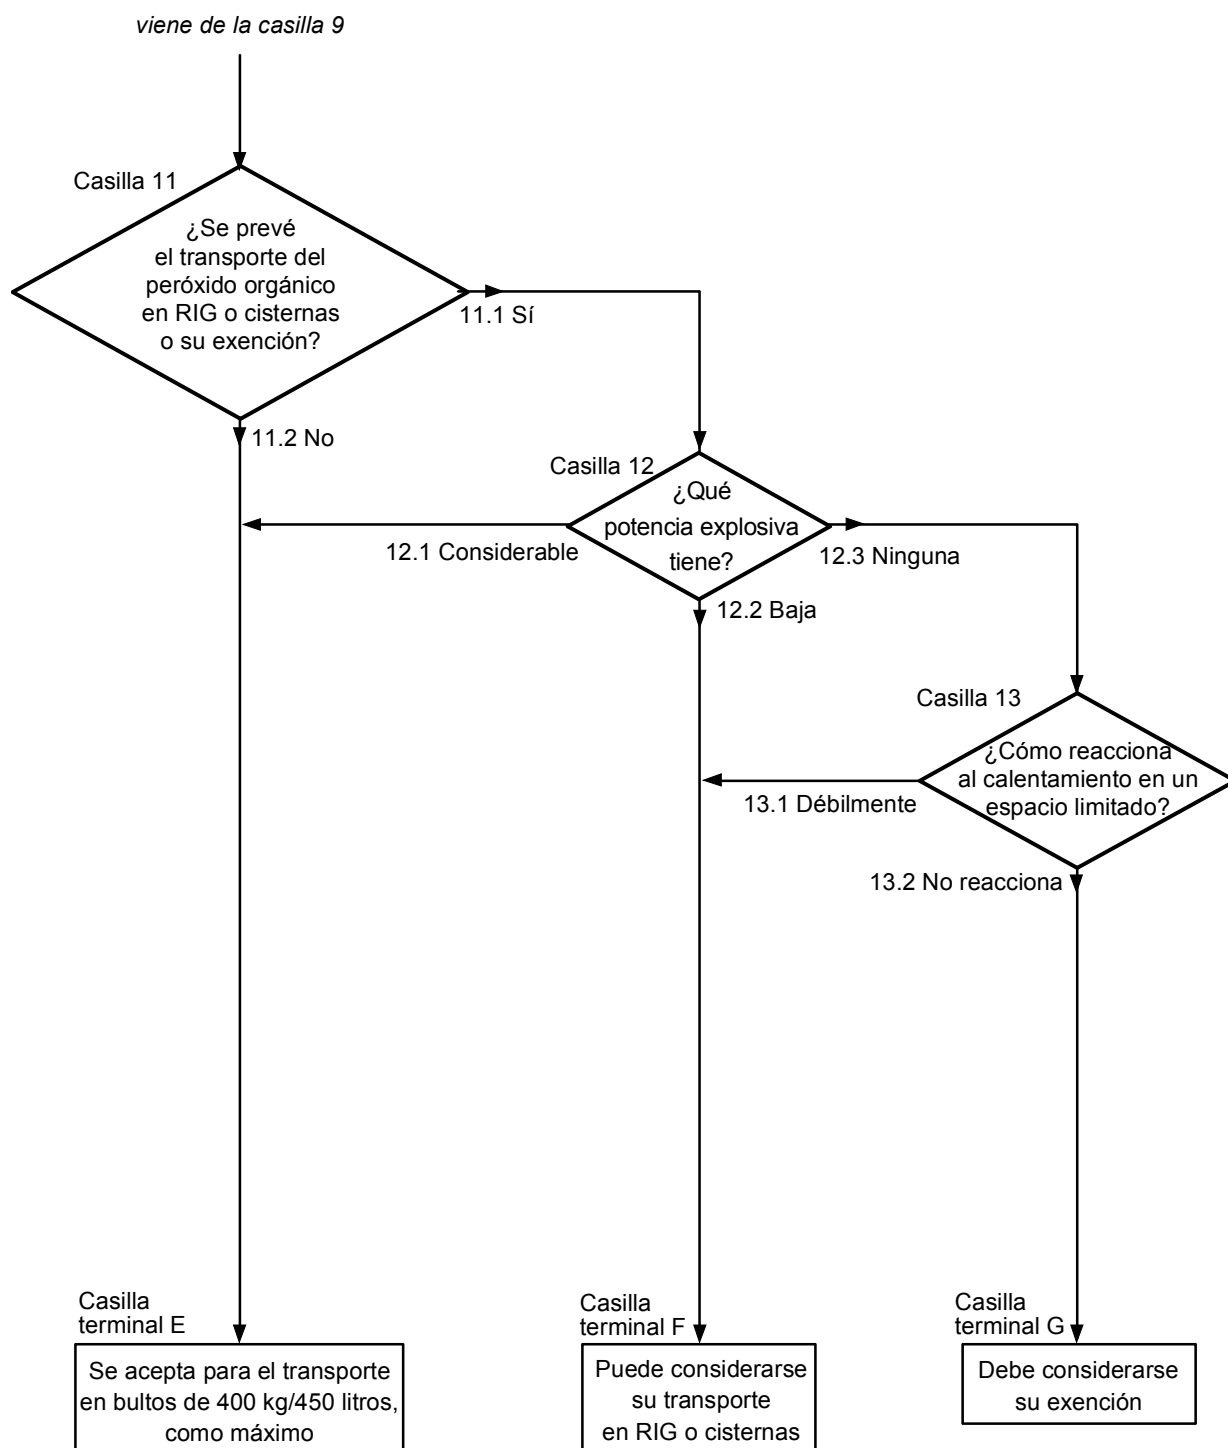 viene de la casilla 9
Casilla 11
¿Se prevé
el transporte del
peróxido orgánico
en RIG o cisternas
o su exención?
11.1 Sí
11.2 No
Casilla 12
¿Qué
potencia explosiva
tiene?
12.1 Considerable
12.3 Ninguna
12.2 Baja
Casilla 13
¿Cómo reacciona
al calentamiento en un
espacio limitado?
13.1 Débilmente
13.2 No reacciona
Casilla
terminal E
Se acepta para el transporte
en bultos de 400 kg/450 litros,
como máximo
Casilla
terminal F
Puede considerarse
su transporte
en RIG o cisternas
Casilla
terminal G
Debe considerarse
su exención